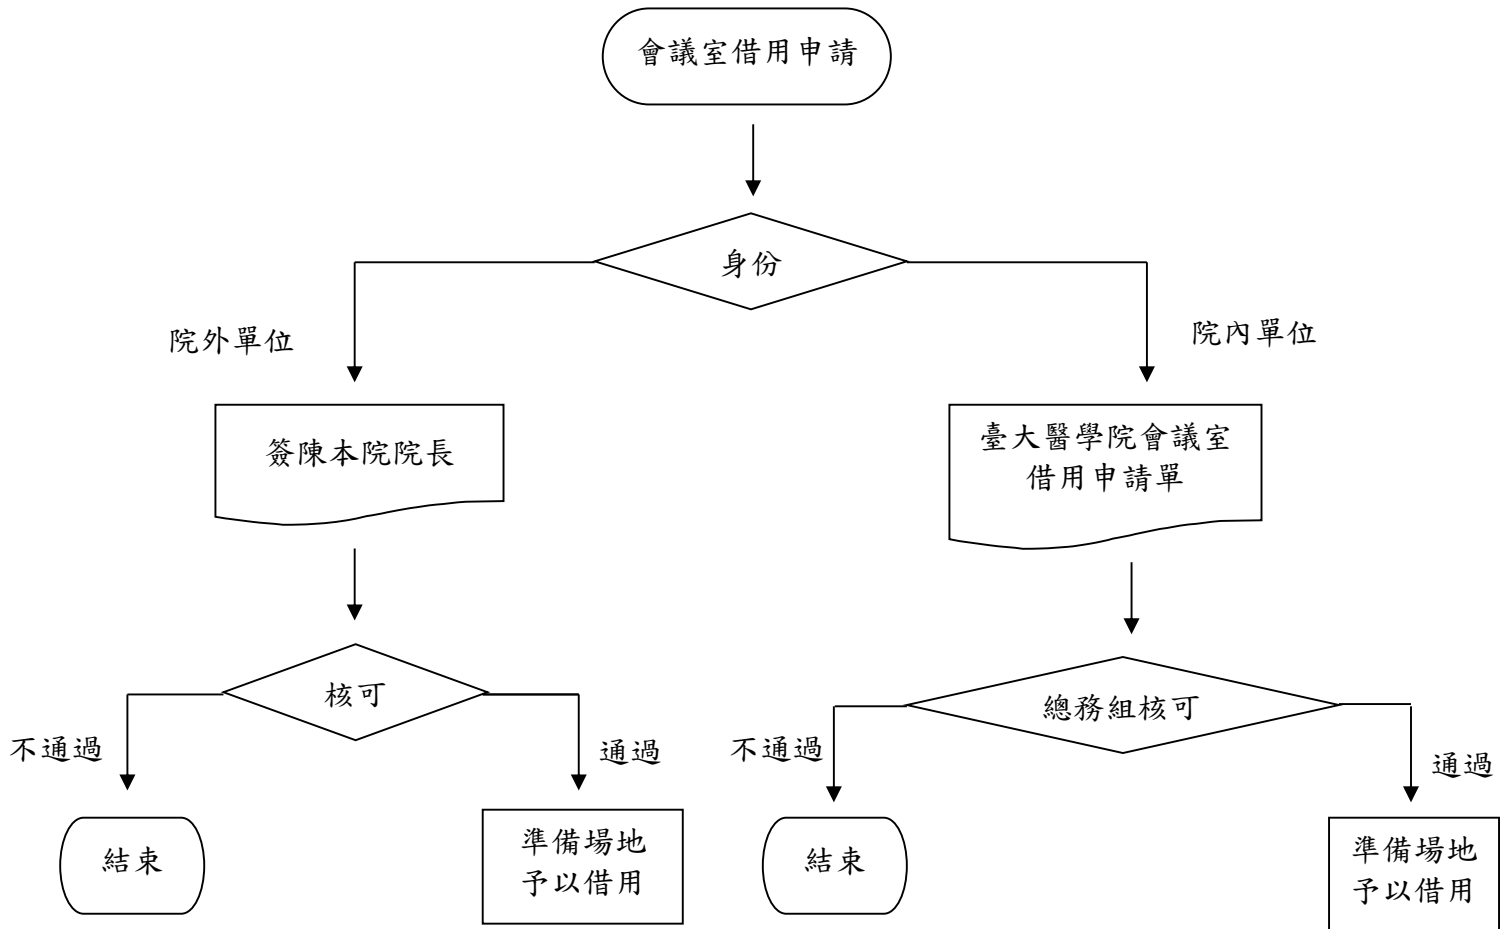 會議室借用申請
身份
院外單位
院內單位
簽陳本院院長
臺大醫學院會議室
借用申請單
核可
總務組核可
不通過
通過
不通過
通過
結束
準備場地
予以借用
結束
準備場地
予以借用